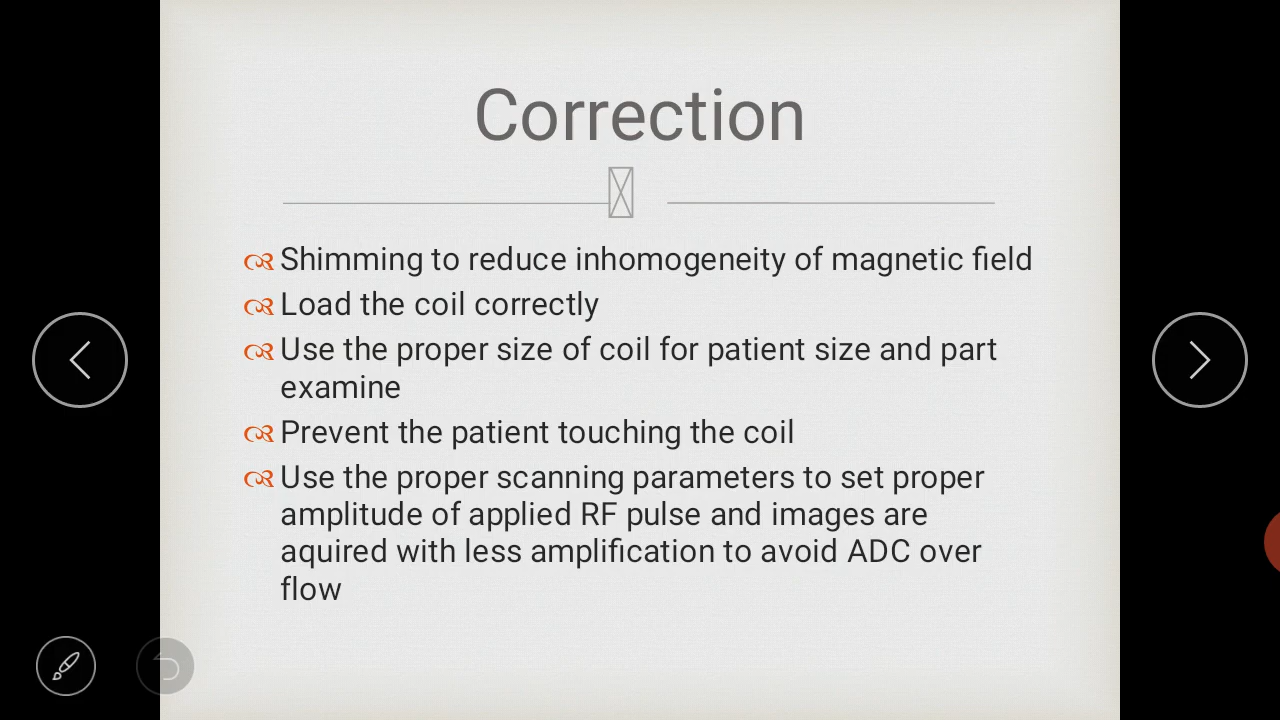 Correction
Shimming to reduce inhomogeneity of magnetic field
Load the coil correctly
Use the proper size of coil for patient size and part
examine
Prevent the patient touching the coil
Use the proper scanning parameters to set proper
amplitude of applied RF pulse and images are
aquired with less amplification to avoid ADC over
flow